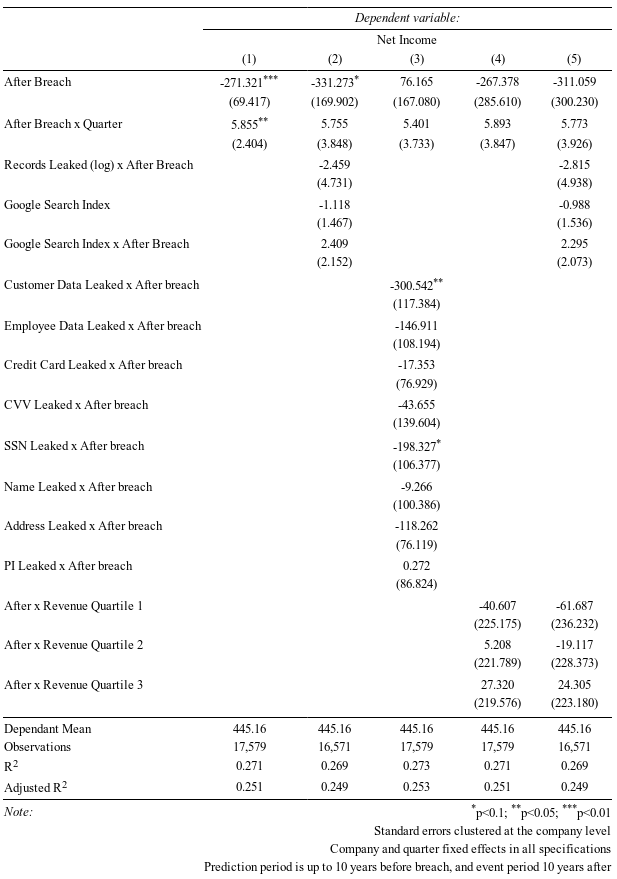 Dependent variable:
Net Income
(1) (2) (3) (4) (5)
After Breach -271.321*** -331.273* 76.165 -267.378 -311.059
(69.417) (169.902) (167.080) (285.610) (300.230)
After Breach x Quarter 5.855** 5.755 5.401 5.893 5.773
(2.404) (3.848) (3.733) (3.847) (3.926)
Records Leaked (log) x After Breach -2.459 -2.815
(4.731) (4.938)
Google Search Index -1.118 -0.988
(1.467) (1.536)
Google Search Index x After Breach 2.409 2.295
(2.152) (2.073)
Customer Data Leaked x After breach -300.542**
(117.384)
Employee Data Leaked x After breach -146.911
(108.194)
Credit Card Leaked x After breach -17.353
(76.929)
CVV Leaked x After breach -43.655
(139.604)
SSN Leaked x After breach -198.327*
(106.377)
Name Leaked x After breach -9.266
(100.386)
Address Leaked x After breach -118.262
(76.119)
PI Leaked x After breach 0.272
(86.824)
After x Revenue Quartile 1 -40.607 -61.687
(225.175) (236.232)
After x Revenue Quartile 2 5.208 -19.117
(221.789) (228.373)
After x Revenue Quartile 3 27.320 24.305
(219.576) (223.180)
Dependant Mean 445.16 445.16 445.16 445.16 445.16
Observations 17,579 16,571 17,579 17,579 16,571
R2 0.271 0.269 0.273 0.271 0.269
Adjusted R2 0.251 0.249 0.253 0.251 0.249
Note: *p<0.1; **p<0.05; ***p<0.01
Standard errors clustered at the company level
Company and quarter fixed effects in all specifications
Prediction period is up to 10 years before breach, and event period 10 years after